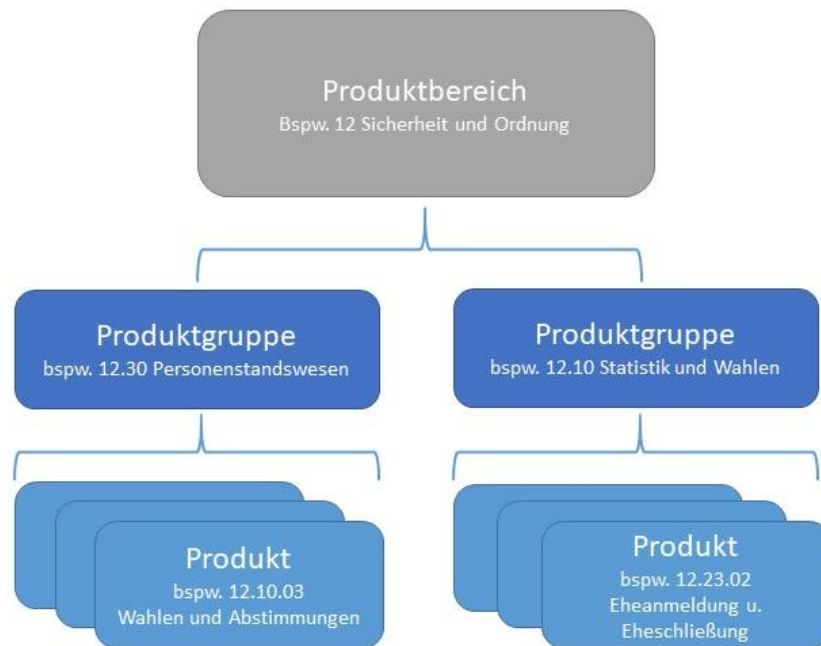 Produktbereich
Bspw. 12 Sicherheit und Ordnung
Produktgruppe
bspw. 12.30 Personenstandswesen
Produktgruppe
bspw. 12.10 Statistik und Wahlen
Produkt
bspw. 12.10.03
Wahlen und Abstimmungen
Produkt
bspw. 12.23.02
Eheanmeldung u.
Eheschließung